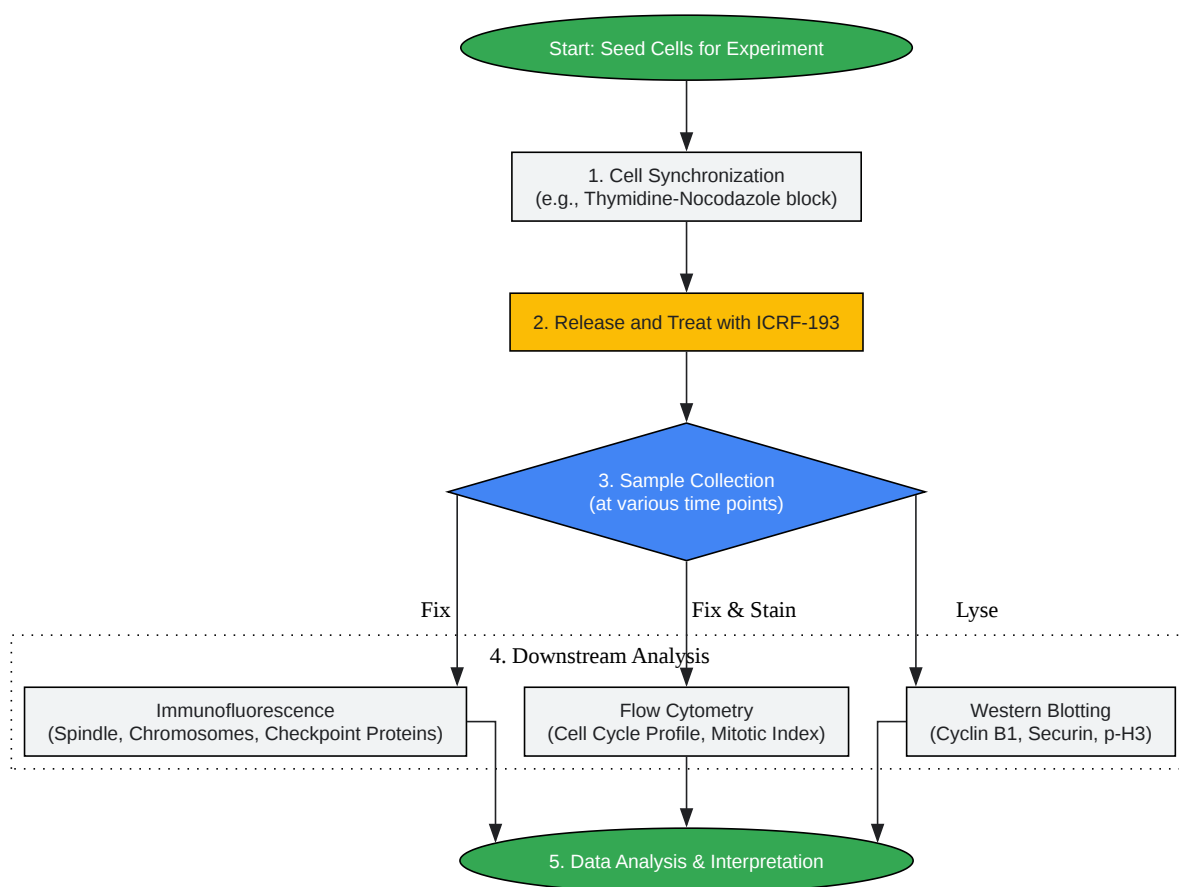 Start: Seed Cells for Experiment
1. Cell Synchronization
(e.g., Thymidine-Nocodazole block)
2. Release and Treat with ICRF-193
3. Sample Collection
(at various time points)
Fix
Fix & Stain
Lyse
4. Downstream Analysis
Immunofluorescence
(Spindle, Chromosomes, Checkpoint Proteins)
Flow Cytometry
(Cell Cycle Profile, Mitotic Index)
Western Blotting
(Cyclin B1, Securin, p-H3)
5. Data Analysis & Interpretation